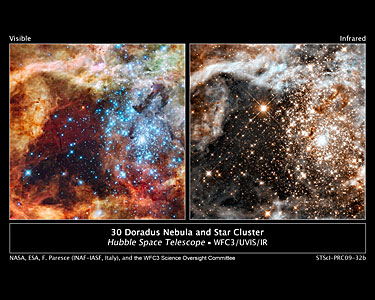 Visible
Infrared
30 Doradus Nebula and Star Cluster
Hubble Space Telescope • WFC3/UVIS/IR
NASA, ESA, F. Paresce (INAF-IASF, Italy), and the WFC3 Science Oversight Committee
STScI-PRC09-32b